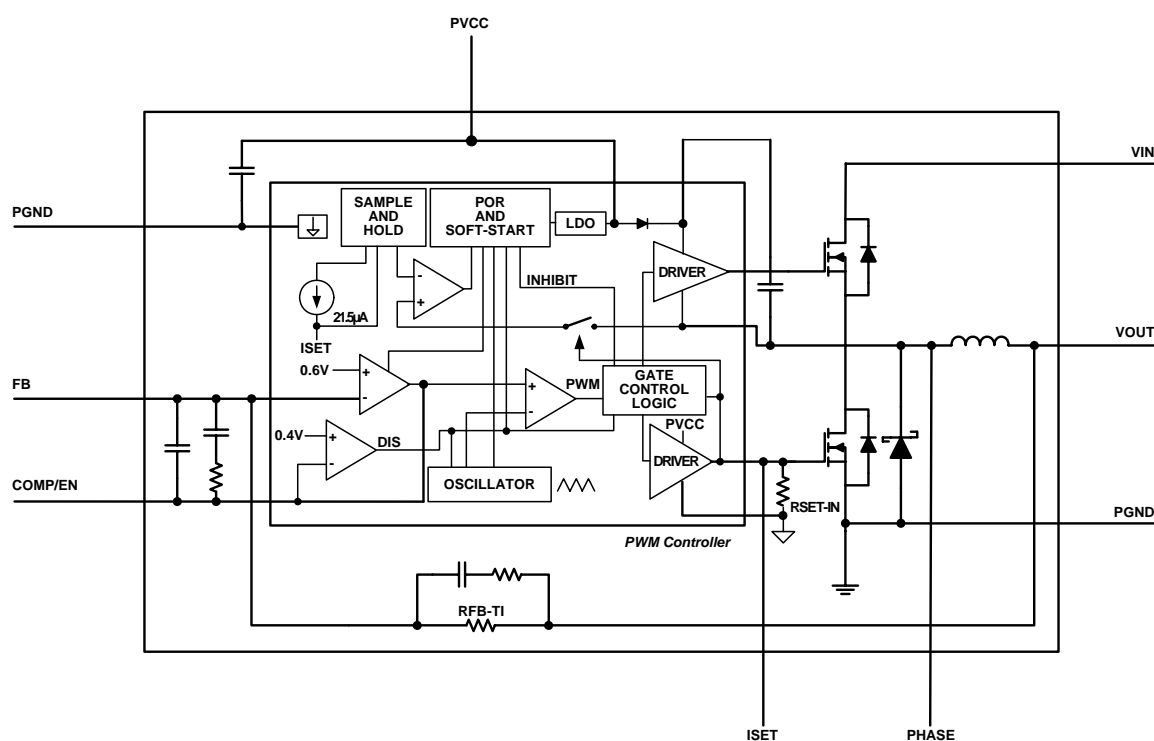 PVCC
VIN
PGND
SAMPLE
AND
HOLD
POR
AND
SOFT-START
LDO
DRIVER
INHIBIT
21.5µA
ISET
VOUT
0.6V
FB
PWM
GATE
CONTROL
LOGIC
0.4V
DIS
PVCC
DRIVER
COMP/EN
OSCILLATOR
RSET-IN
PGND
PWM Controller
RFB-TI
ISET
PHASE